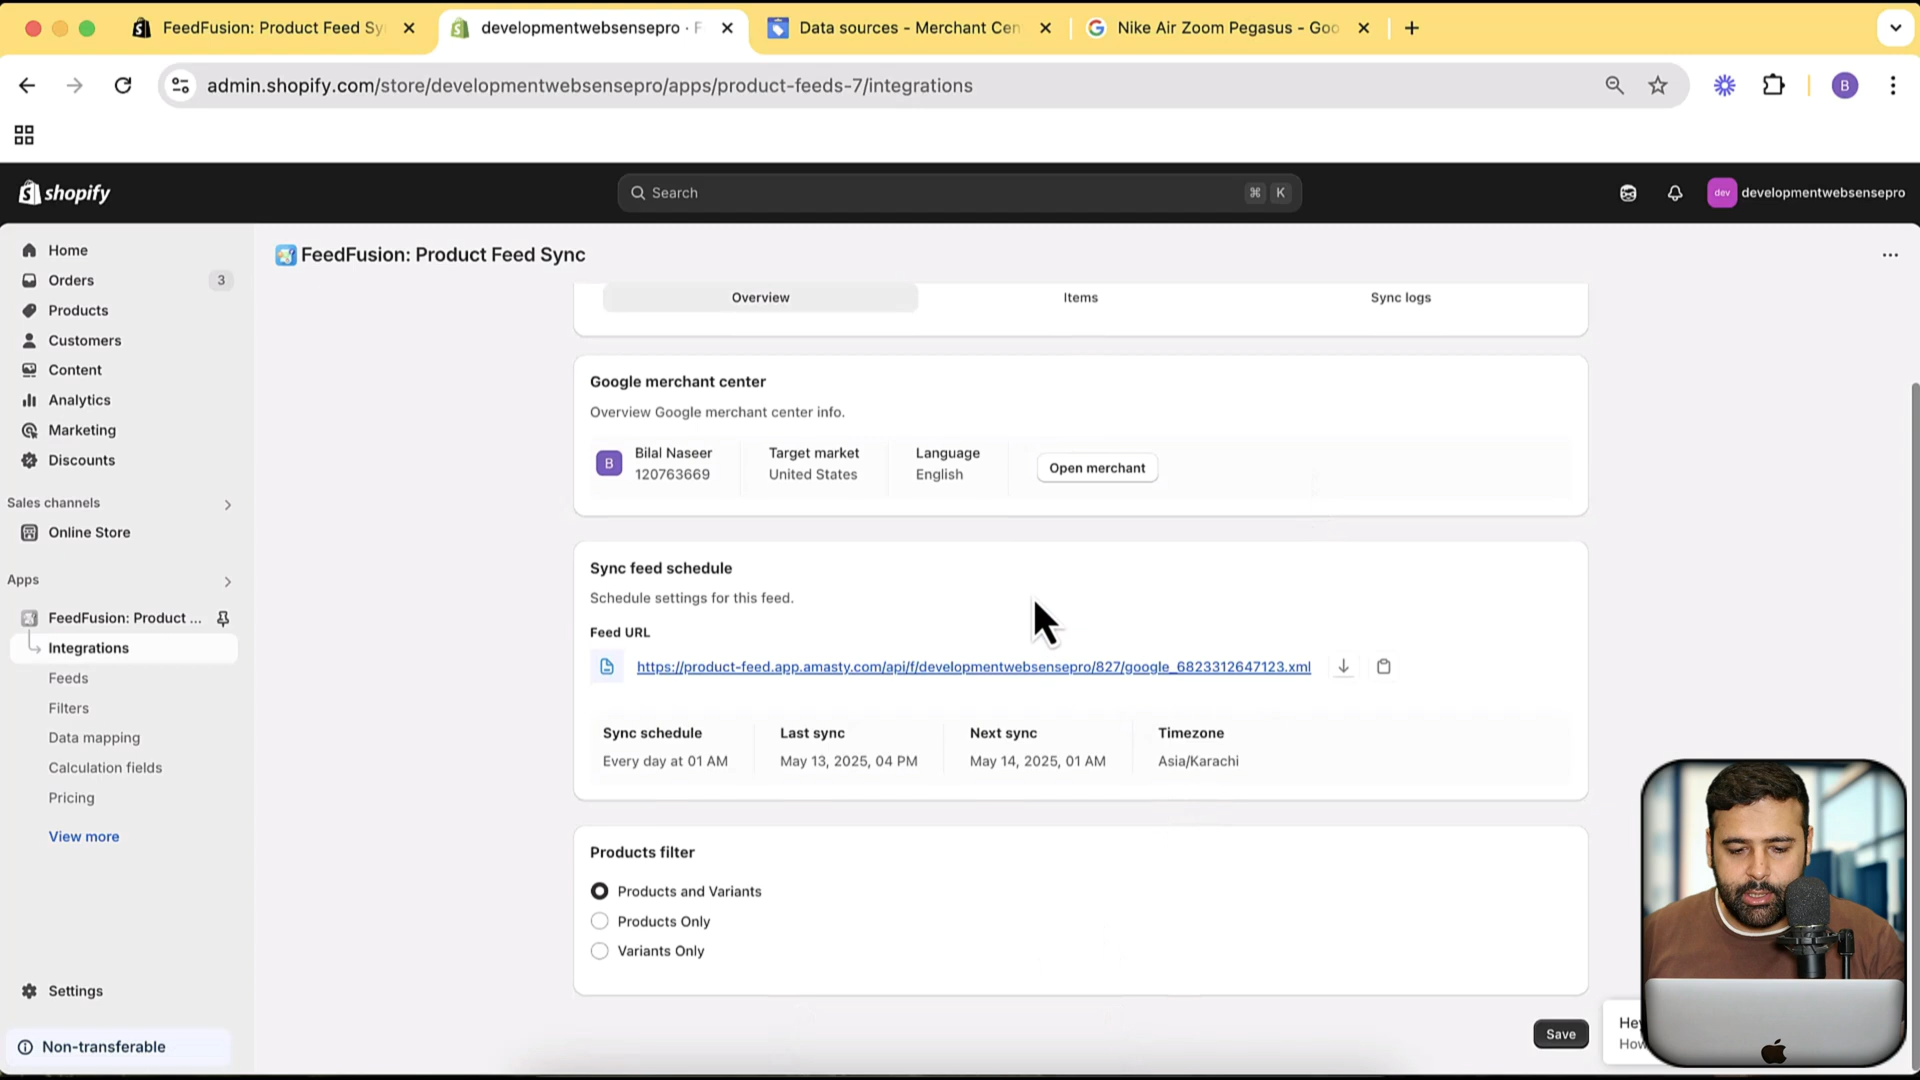 FeedFusion: Product Feed Sy
developmentwebsensepro · F
Data sources - Merchant Cen
Nike Air Zoom Pegasus - Goo
admin.shopify.com/store/developmentwebsensepro/apps/product-feeds-7/integrations
B
shopify
Search
⌘
K
dev
developmentwebsensepro
Home
Orders
3
Products
Customers
Content
Analytics
Marketing
Discounts
Sales channels
Online Store
Apps
FeedFusion: Product ...
Integrations
Feeds
Filters
Data mapping
Calculation fields
Pricing
View more
Settings
Non-transferable
FeedFusion: Product Feed Sync
Overview
Items
Sync logs
Google merchant center
Overview Google merchant center info.
B
Bilal Naseer
120763669
Target market
United States
Language
English
Open merchant
Sync feed schedule
Schedule settings for this feed.
Feed URL
https://product-feed.app.amasty.com/api/f/developmentwebsensepro/827/google_6823312647123.xml
Sync schedule
Every day at 01 AM
Last sync
May 13, 2025, 04 PM
Next sync
May 14, 2025, 01 AM
Timezone
Asia/Karachi
Products filter
Products and Variants
Products Only
Variants Only
Save
Hey
How